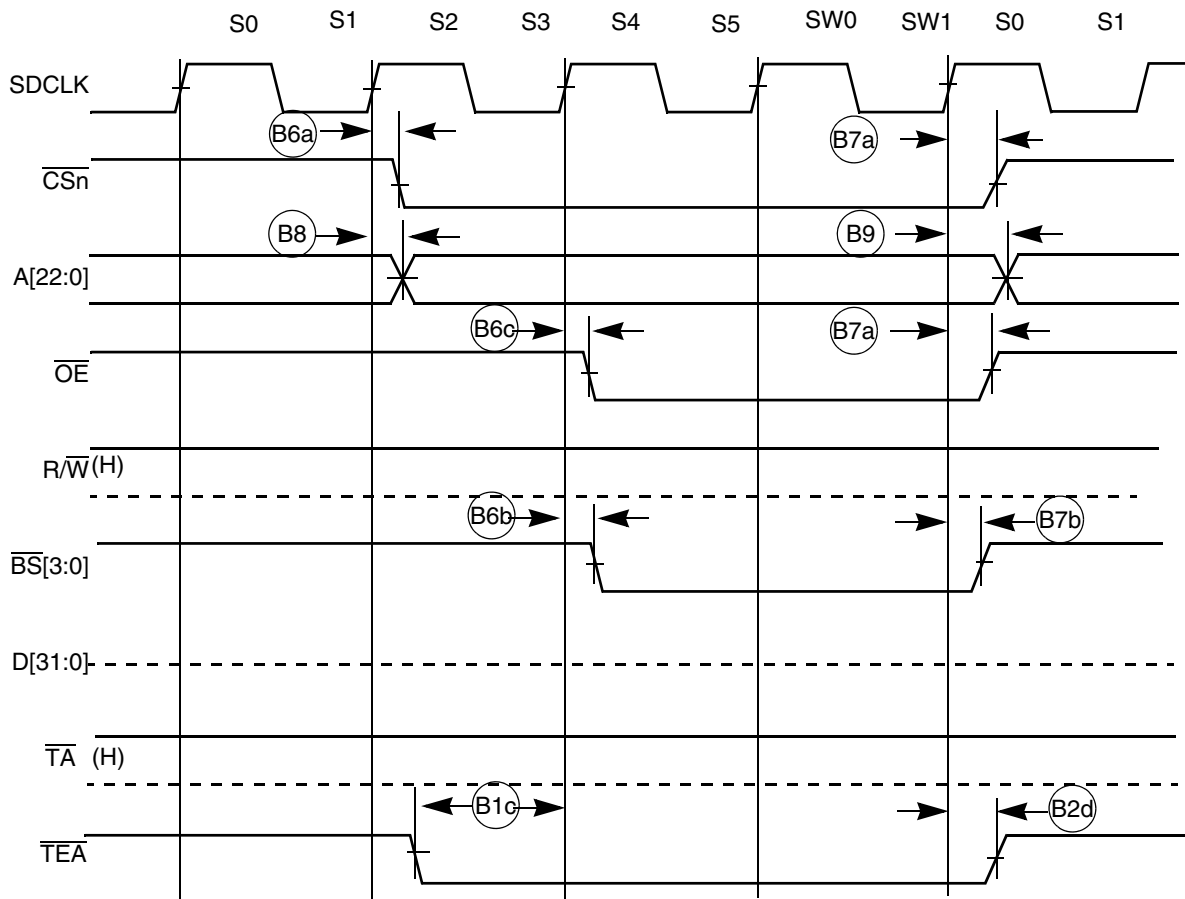 S0 S1 S2 S3 S4 S5 SW0 SW1 S0 S1
SDCLK
B6a B7a
CSn
B8 B9
A[22:0]
B6c B7a
OE
R/W (H)
B6b B7b
BS[3:0]
D[31:0]
TA (H)
B1c B2d
TEA